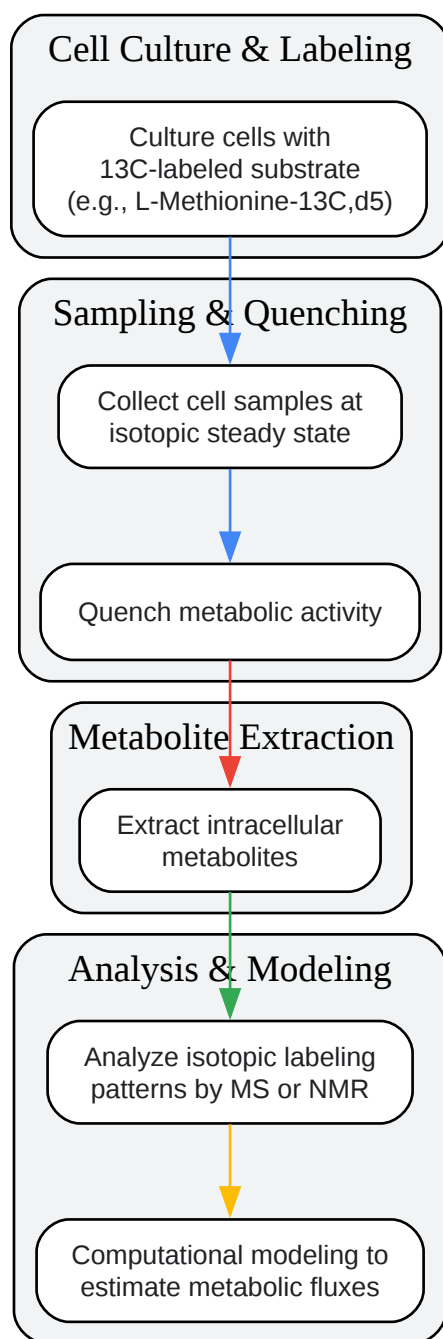 Cell Culture & Labeling
Culture cells with
13C-labeled substrate
(e.g., L-Methionine-13C,d5)
Sampling & Quenching
Collect cell samples at
isotopic steady state
Quench metabolic activity
Metabolite Extraction
Extract intracellular
metabolites
Analysis & Modeling
Analyze isotopic labeling
patterns by MS or NMR
Computational modeling to
estimate metabolic fluxes